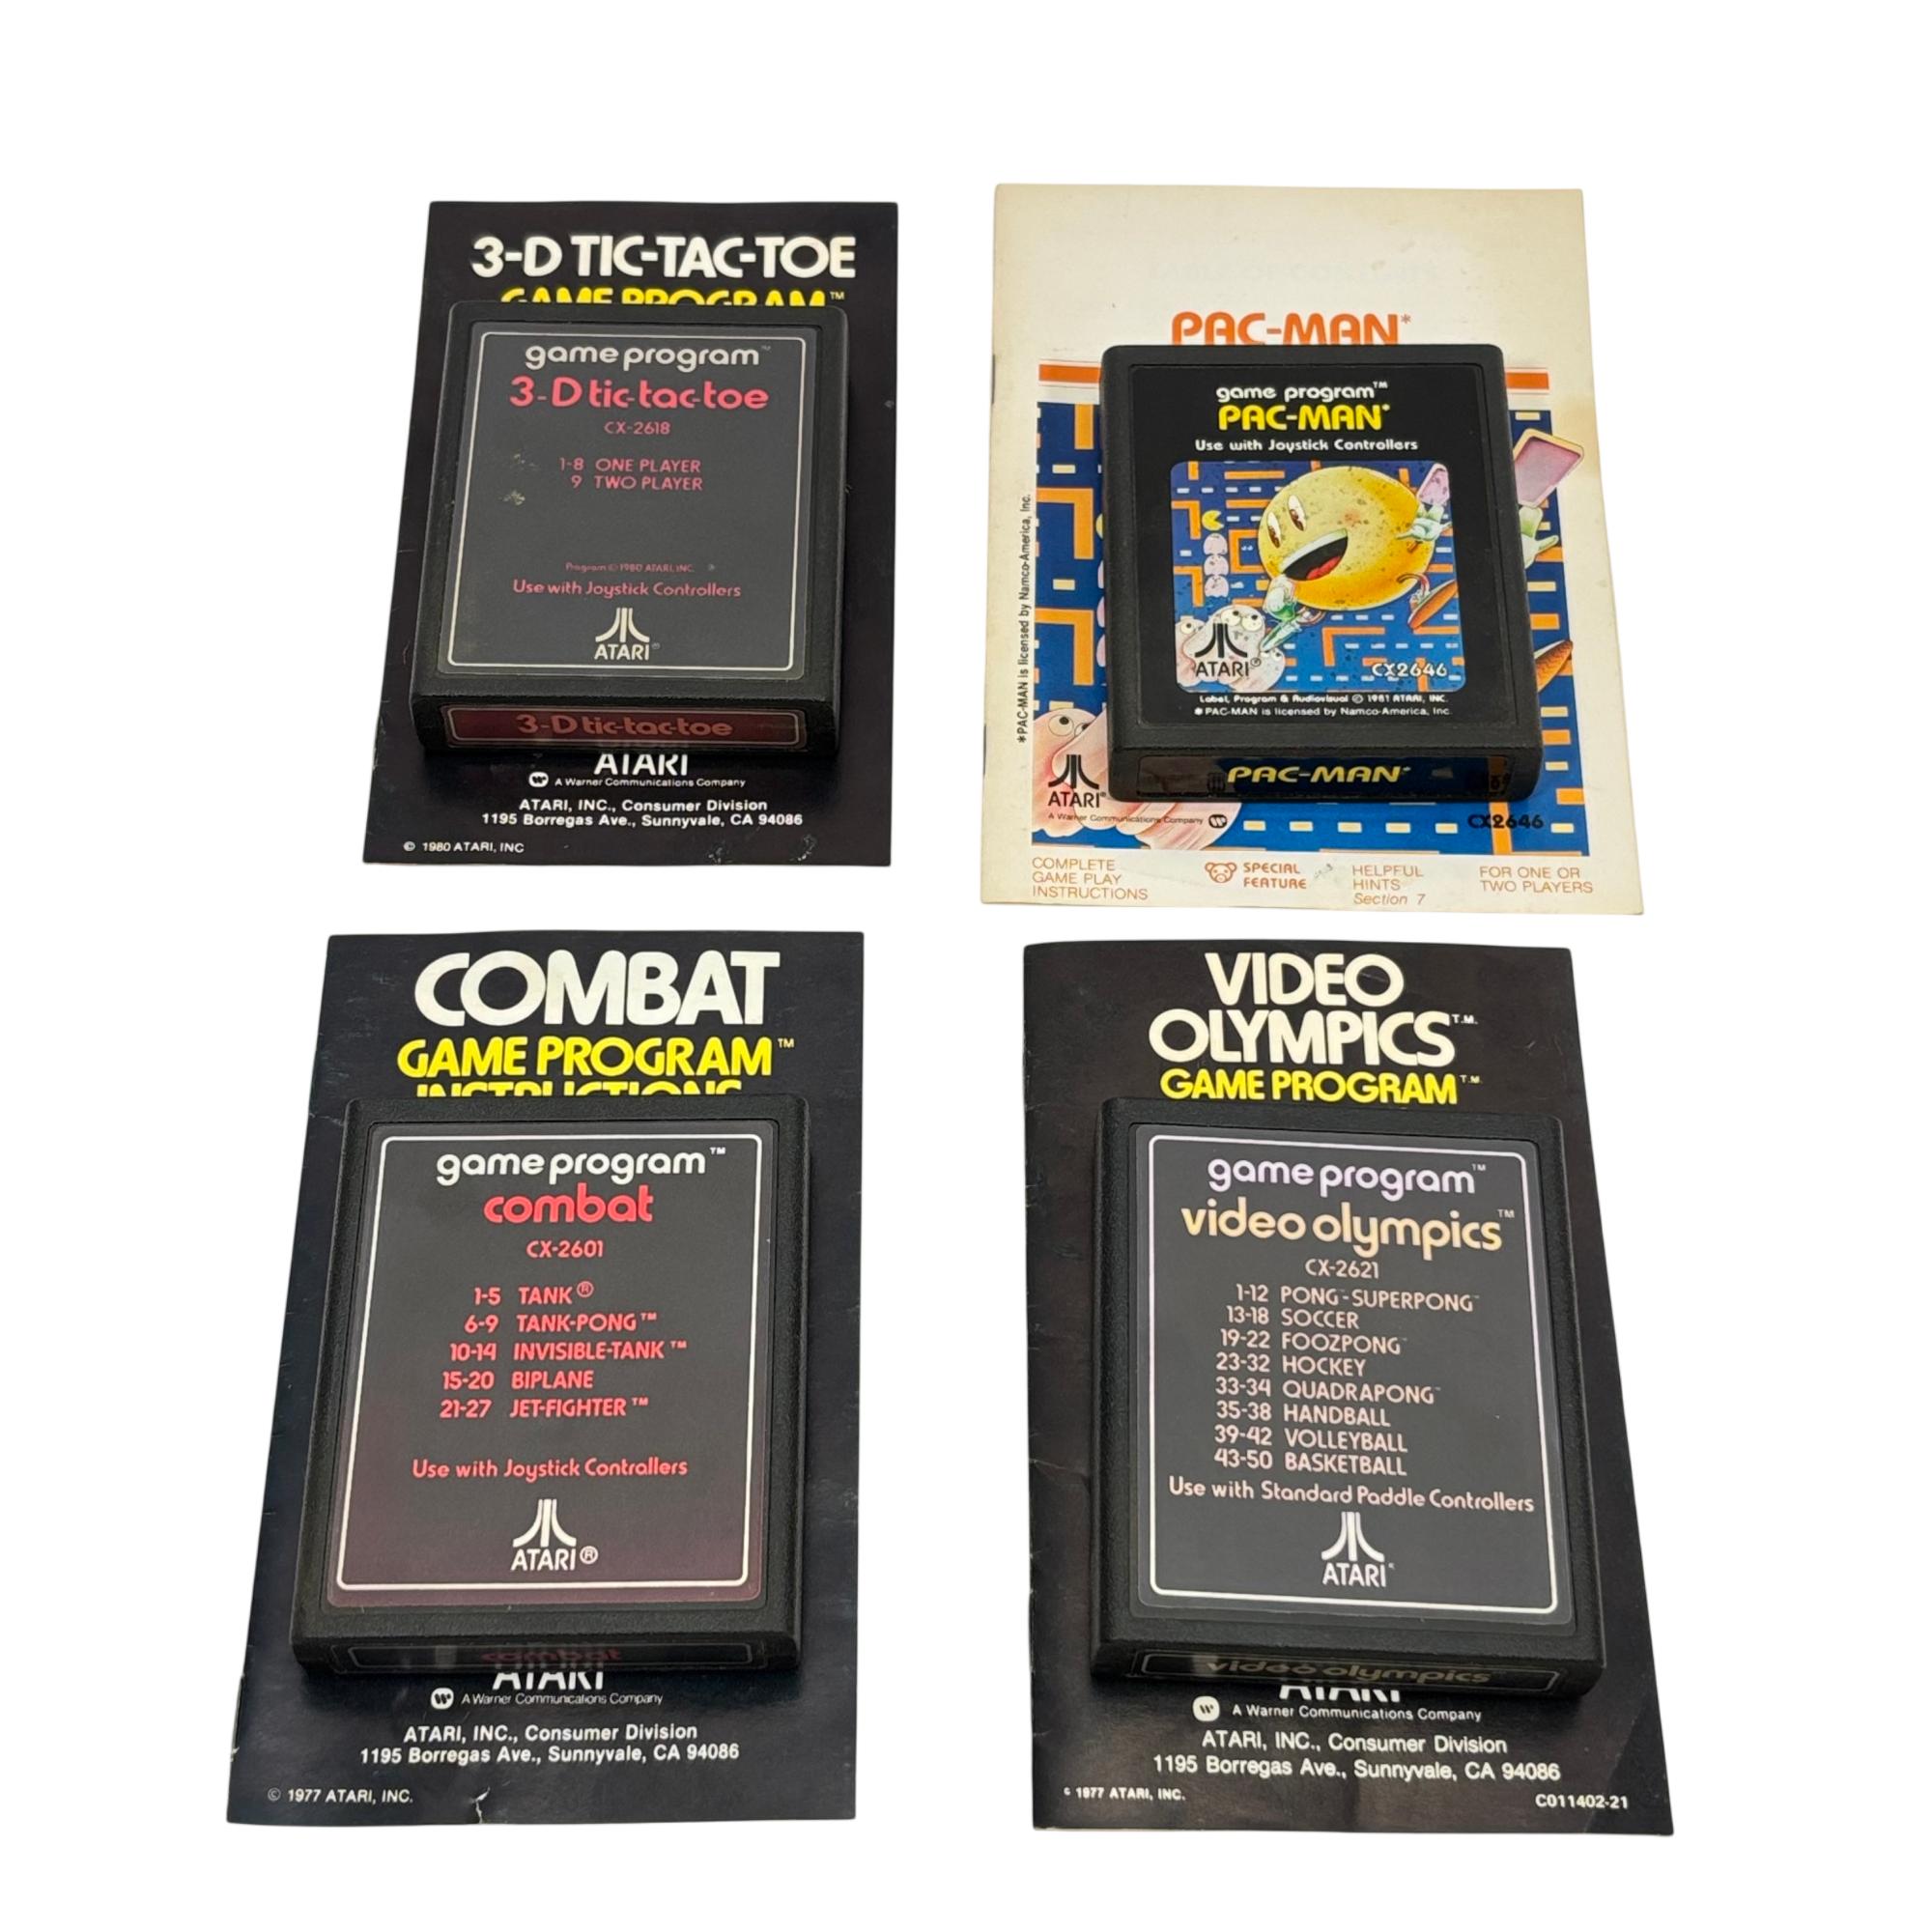 3-D TIC-TAC-TOE
GAME PROGRAM™
game program™
3-D tic-tac-toe
CX-2618
1-8 ONE PLAYER
9 TWO PLAYER
Program © 1980 ATARI, INC.
Use with Joystick Controllers
ATARI®
3-D tic-tac-toe
ATARI
A Warner Communications Company
ATARI, INC., Consumer Division
1195 Borregas Ave., Sunnyvale, CA 94086
© 1980 ATARI, INC
PAC-MAN*
*PAC-MAN is licensed by Namco-America, Inc.
game program™
PAC-MAN*
Use with Joystick Controllers
ATARI®
CX2646
Label, Program & Audiovisual © 1981 ATARI, INC.
* PAC-MAN is licensed by Namco-America, Inc.
PAC-MAN*
ATARI®
A Warner Communications Company
CX2646
COMPLETE
GAME PLAY
INSTRUCTIONS
SPECIAL
FEATURE
HELPFUL
HINTS
Section 7
FOR ONE OR
TWO PLAYERS
COMBAT
GAME PROGRAM™
INSTRUCTIONS
game program™
combat
CX-2601
1-5 TANK®
6-9 TANK-PONG™
10-14 INVISIBLE-TANK™
15-20 BIPLANE
21-27 JET-FIGHTER™
Use with Joystick Controllers
ATARI®
combat
ATARI
A Warner Communications Company
ATARI, INC., Consumer Division
1195 Borregas Ave., Sunnyvale, CA 94086
© 1977 ATARI, INC.
VIDEO
OLYMPICS T.M.
GAME PROGRAM T.M.
game program™
video olympics™
CX-2621
1-12 PONG™-SUPERPONG™
13-18 SOCCER
19-22 FOOZPONG™
23-32 HOCKEY
33-34 QUADRAPONG™
35-38 HANDBALL
39-42 VOLLEYBALL
43-50 BASKETBALL
Use with Standard Paddle Controllers
ATARI®
video olympics
ATARI
A Warner Communications Company
ATARI, INC., Consumer Division
1195 Borregas Ave., Sunnyvale, CA 94086
© 1977 ATARI, INC.
C011402-21